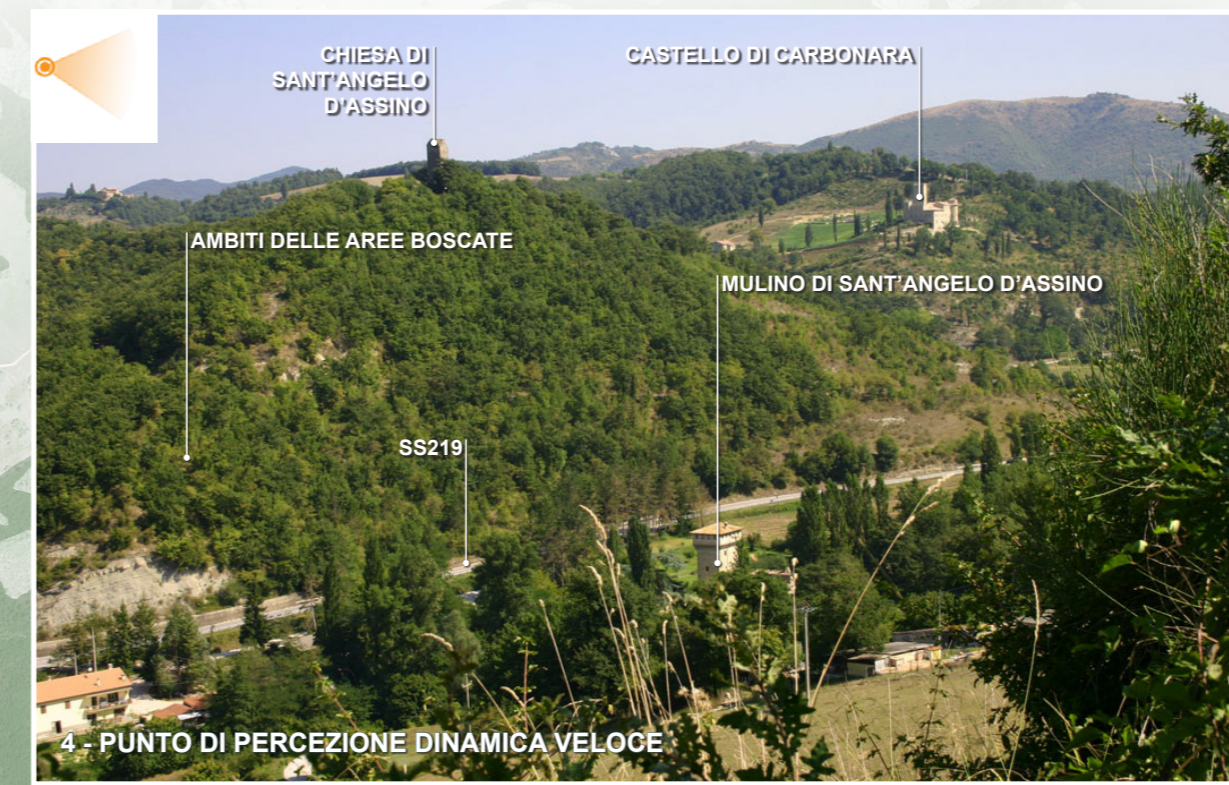 CHIESA DI
SANT'ANGELO
D'ASSINO
CASTELLO DI CARBONARA
AMBITI DELLE AREE BOSCATE
MULINO DI SANT'ANGELO D'ASSINO
SS219
4 - PUNTO DI PERCEZIONE DINAMICA VELOCE